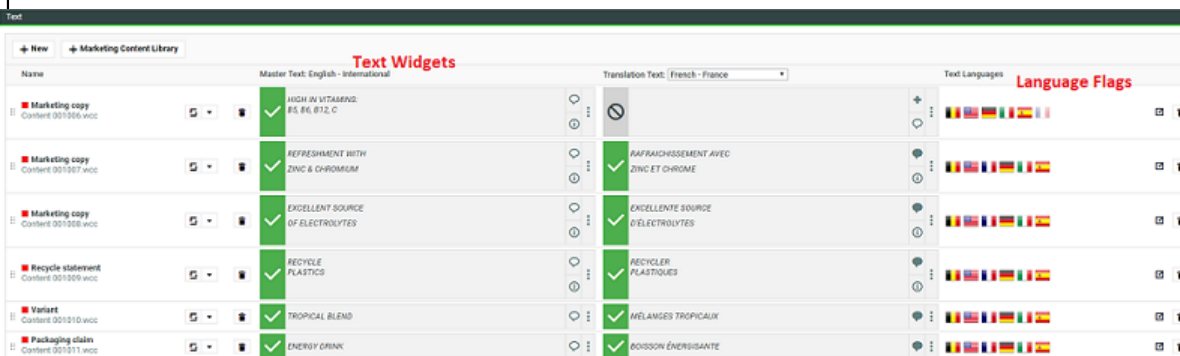 Text
+ New + Marketing Content Library
Text Widgets
Name Master Text: English - International Translation Text: French - France Text Languages
Language Flags
Marketing copy
Content 001006.wcc
HIGH IN VITAMINS:
B5, B6, B12, C
Marketing copy
Content 001007.wcc
REFRESHMENT WITH
ZINC & CHROMIUM
RAFRAICHISSEMENT AVEC
ZINC ET CHROME
Marketing copy
Content 001008.wcc
EXCELLENT SOURCE
OF ELECTROLYTES
EXCELLENTE SOURCE
D'ÉLECTROLYTES
Recycle statement
Content 001009.wcc
RECYCLE
PLASTICS
RECYCLER
PLASTIQUES
Variant
Content 001010.wcc
TROPICAL BLEND
MÉLANGES TROPICAUX
Packaging claim
Content 001011.wcc
ENERGY DRINK
BOISSON ÉNERGISANTE